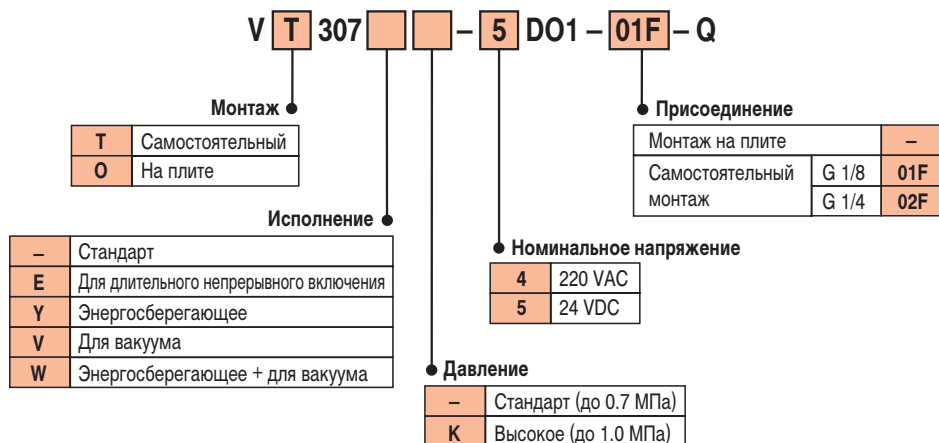 V T 307 – 5 DO1 – 01F – Q
Монтаж
T Самостоятельный
O На плите
Присоединение
Монтаж на плите –
Самостоятельный монтаж G 1/8 01F
G 1/4 02F
Исполнение
– Стандарт
E Для длительного непрерывного включения
Y Энергосберегающее
V Для вакуума
W Энергосберегающее + для вакуума
Номинальное напряжение
4 220 VAC
5 24 VDC
Давление
– Стандарт (до 0.7 МПа)
K Высокое (до 1.0 МПа)